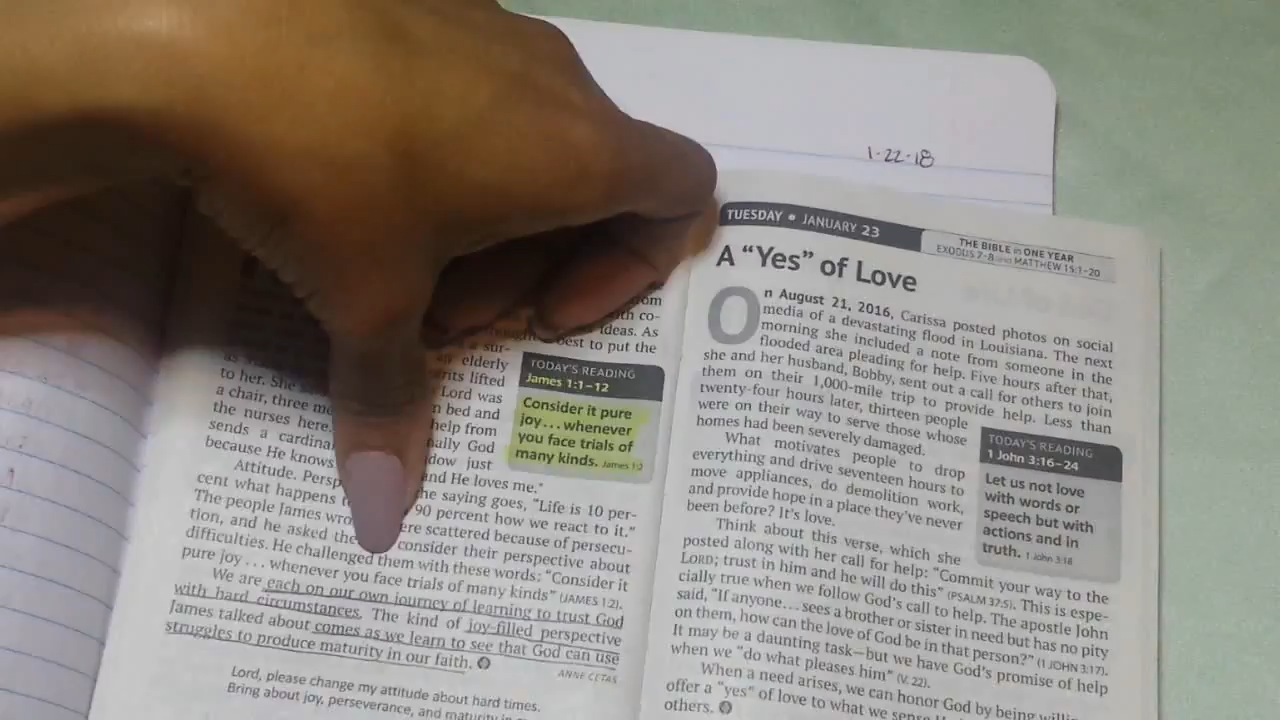 1-22-18
om
th co-
ideas. As
best to put the
a sur-
elderly
to her. She
rits lifted
a chair, three
Lord was
the nurses here.
n bed and
sends a cardina
help from
because He knows
nally God
dow just
and He loves me."
Attitude. Persp
he saying goes, "Life is 10 per-
cent what happens
90 percent how we react to it."
The people James wro
ere scattered because of persecu-
tion, and he asked the
consider their perspective about
difficulties. He challenged them with these words: "Consider it
pure joy . . . whenever you face trials of many kinds" (JAMES 1:2).
We are each on our own journey of learning to trust God
with hard circumstances. The kind of joy-filled perspective
James talked about comes as we learn to see that God can use
struggles to produce maturity in our faith.
ANNE CETAS
Lord, please change my attitude about hard times.
Bring about joy, perseverance, and maturity in
TODAY'S READING
James 1:1–12
Consider it pure
joy . . . whenever
you face trials of
many kinds. James 1:2
TUESDAY • JANUARY 23
THE BIBLE in ONE YEAR
EXODUS 7–8 and MATTHEW 15:1–20
A "Yes" of Love
On August 21, 2016, Carissa posted photos on social
media of a devastating flood in Louisiana. The next
morning she included a note from someone in the
flooded area pleading for help. Five hours after that,
she and her husband, Bobby, sent out a call for others to join
them on their 1,000-mile trip to provide help. Less than
twenty-four hours later, thirteen people
were on their way to serve those whose
homes had been severely damaged.
What motivates people to drop
everything and drive seventeen hours to
move appliances, do demolition work,
and provide hope in a place they've never
been before? It's love.
Think about this verse, which she
posted along with her call for help: "Commit your way to the
LORD; trust in him and he will do this" (PSALM 37:5). This is espe-
cially true when we follow God's call to help. The apostle John
said, "If anyone . . . sees a brother or sister in need but has no pity
on them, how can the love of God be in that person?" (1 JOHN 3:17).
It may be a daunting task—but we have God's promise of help
when we "do what pleases him" (V. 22).
When a need arises, we can honor God by being willi
offer a "yes" of love to what we sense
others.
TODAY'S READING
1 John 3:16–24
Let us not love
with words or
speech but with
actions and in
truth. 1 John 3:18